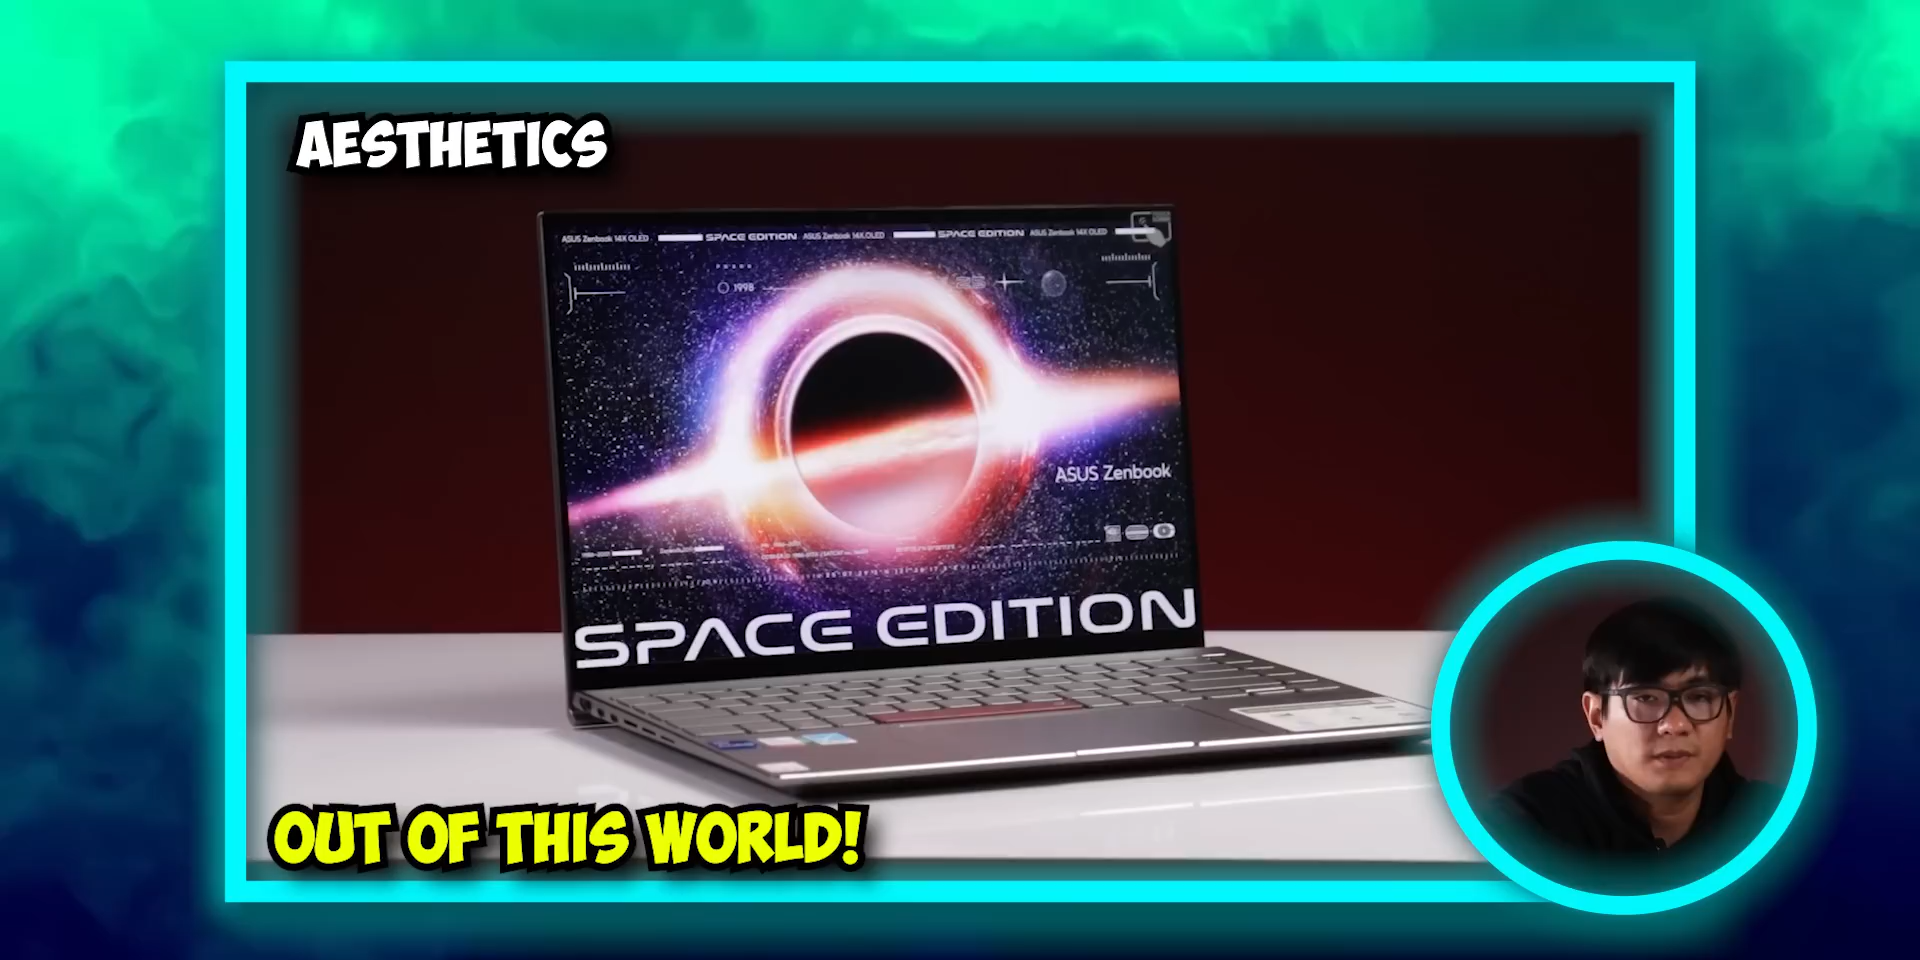 AESTHETICS
ASUS Zenbook 14X OLED SPACE EDITION ASUS Zenbook 14X OLED SPACE EDITION ASUS Zenbook 14X OLED
1998
ASUS Zenbook
SPACE EDITION
OUT OF THIS WORLD!